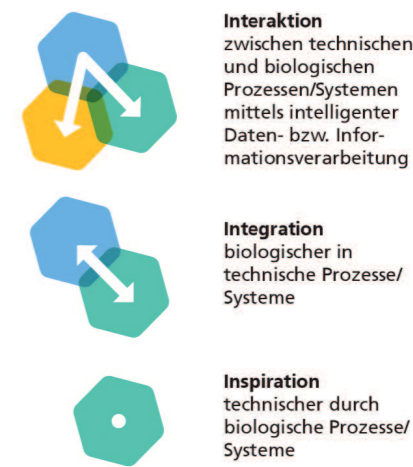 Interaktion
zwischen technischen
und biologischen
Prozessen/Systemen
mittels intelligenter
Daten- bzw. Infor-
mationsverarbeitung
Integration
biologischer in
technische Prozesse/
Systeme
Inspiration
technischer durch
biologische Prozesse/
Systeme